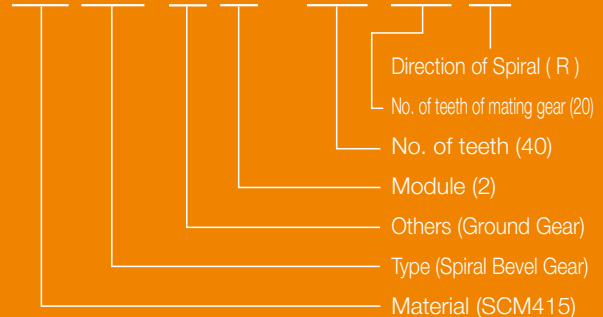 Direction of Spiral ( R )
No. of teeth of mating gear (20)
No. of teeth (40)
Module (2)
Others (Ground Gear)
Type (Spiral Bevel Gear)
Material (SCM415)